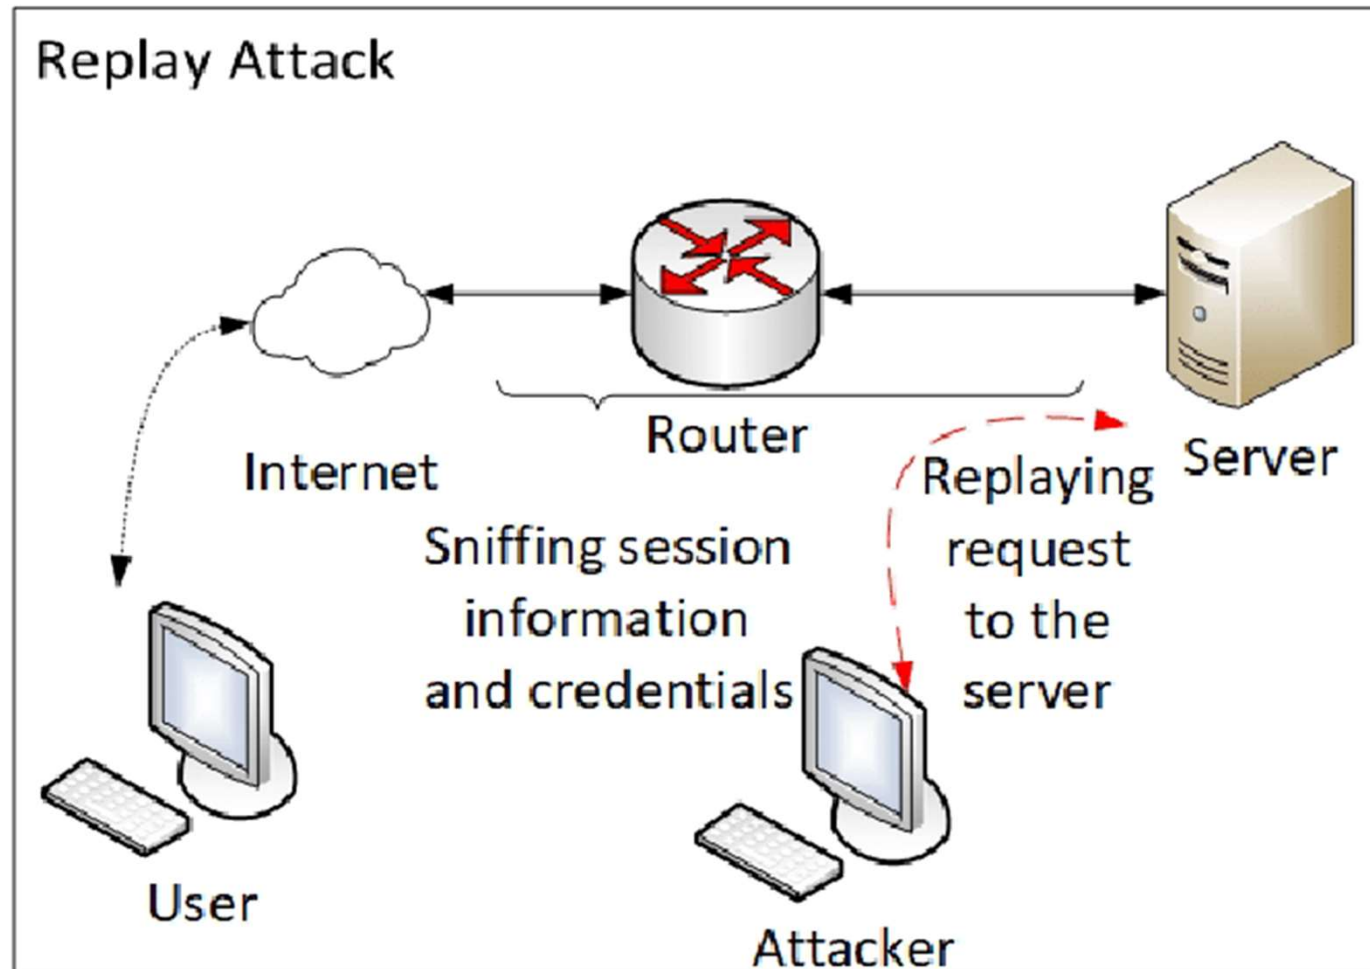 Replay Attack
Router
Internet
Server
Sniffing session
information
and credentials
Replaying
request
to the
server
User
Attacker